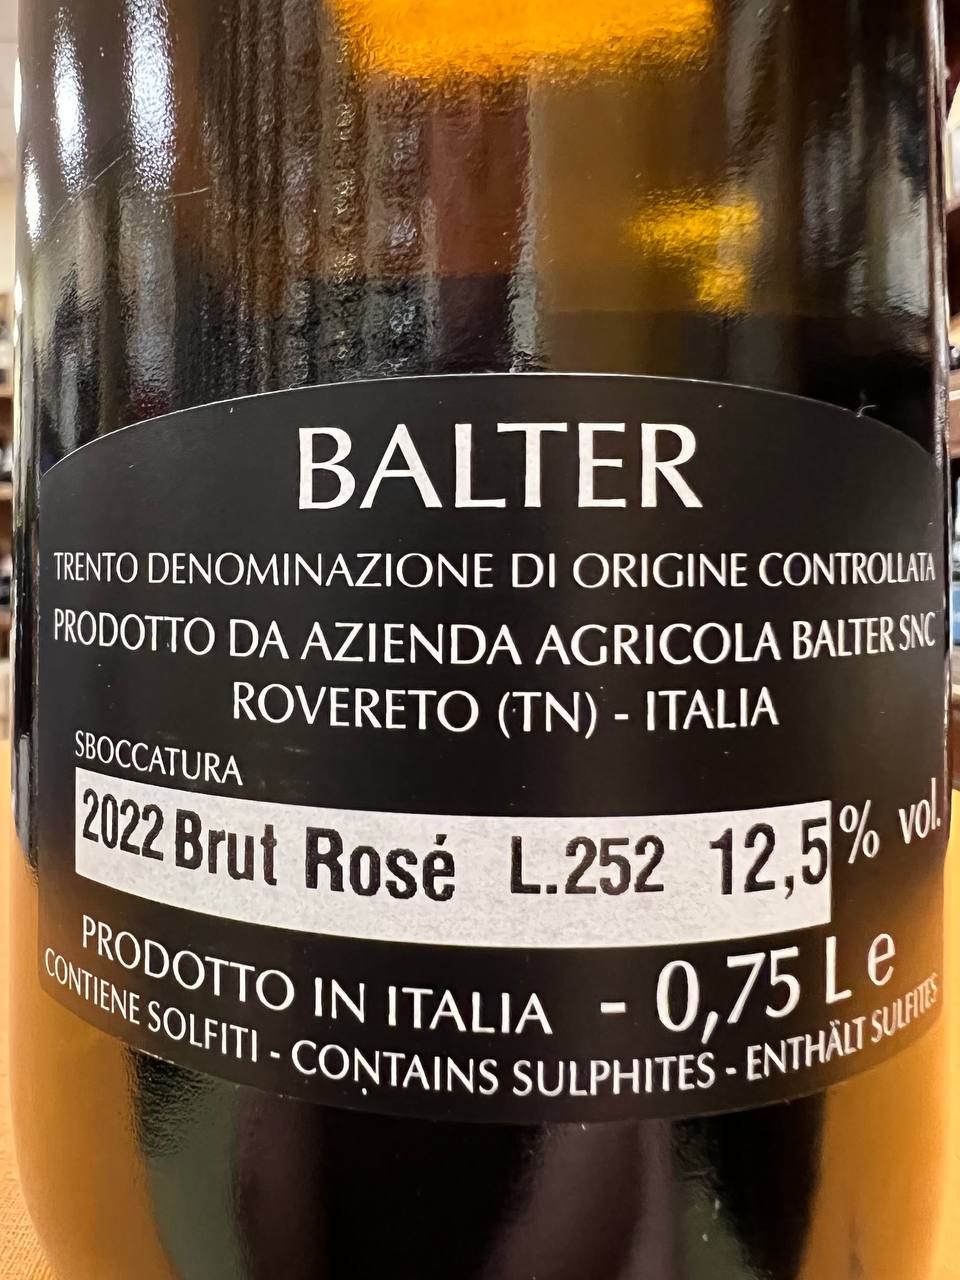 BALTER
TRENTO DENOMINAZIONE DI ORIGINE CONTROLLATA
PRODOTTO DA AZIENDA AGRICOLA BALTER SNC
ROVERETO (TN) - ITALIA
SBOCCATURA
2022 Brut Rosé L.252 12,5 % vol.
PRODOTTO IN ITALIA - 0,75 L e
CONTIENE SOLFITI - CONTAINS SULPHITES - ENTHÄLT SULFITES